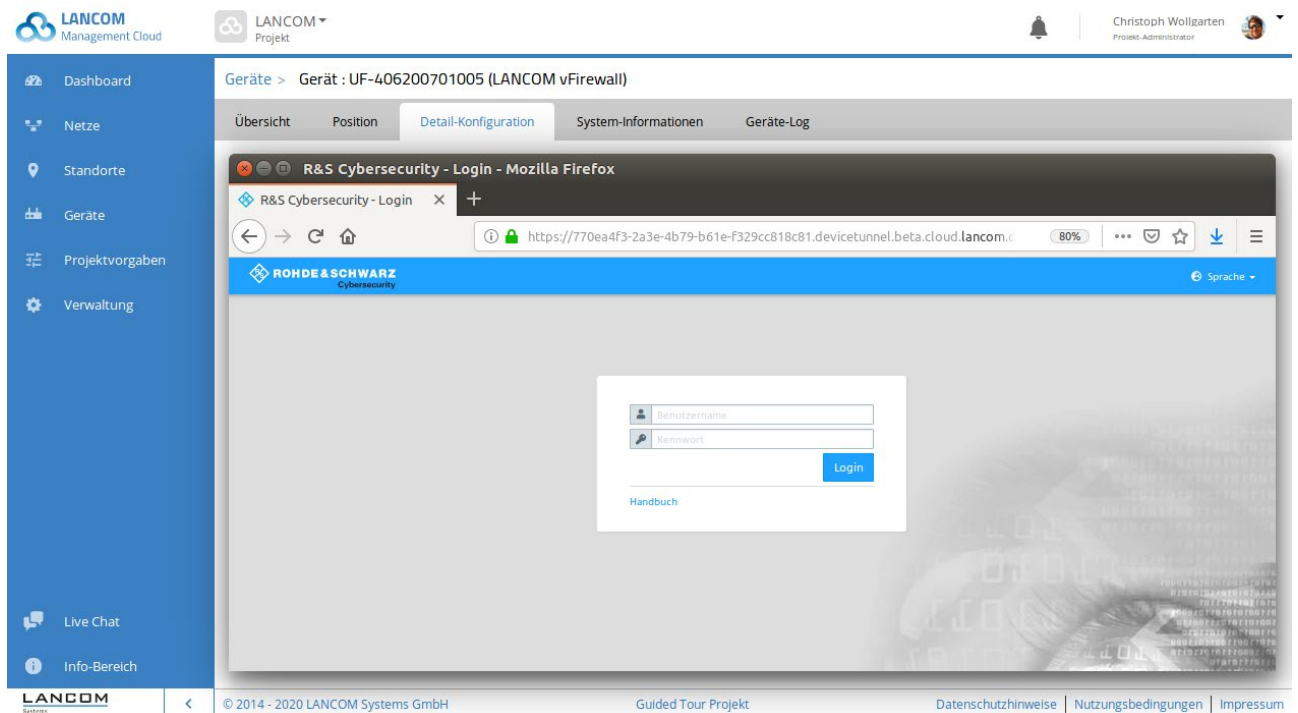 LANCOM
Management Cloud
LANCOM
Projekt
Christoph Wollgarten
Projekt-Administrator
Dashboard
Netze
Standorte
Geräte
Projektvorgaben
Verwaltung
Live Chat
Info-Bereich
LANCOM
Systems
Geräte > Gerät : UF-406200701005 (LANCOM vFirewall)
Übersicht Position Detail-Konfiguration System-Informationen Geräte-Log
R&S Cybersecurity - Login - Mozilla Firefox
R&S Cybersecurity - Login
https://770ea4f3-2a3e-4b79-b61e-f329cc818c81.devicetunnel.beta.cloud.lancom.
80%
ROHDE&SCHWARZ
Cybersecurity
Sprache
Benutzername
Kennwort
Login
Handbuch
© 2014 - 2020 LANCOM Systems GmbH Guided Tour Projekt Datenschutzhinweise | Nutzungsbedingungen | Impressum